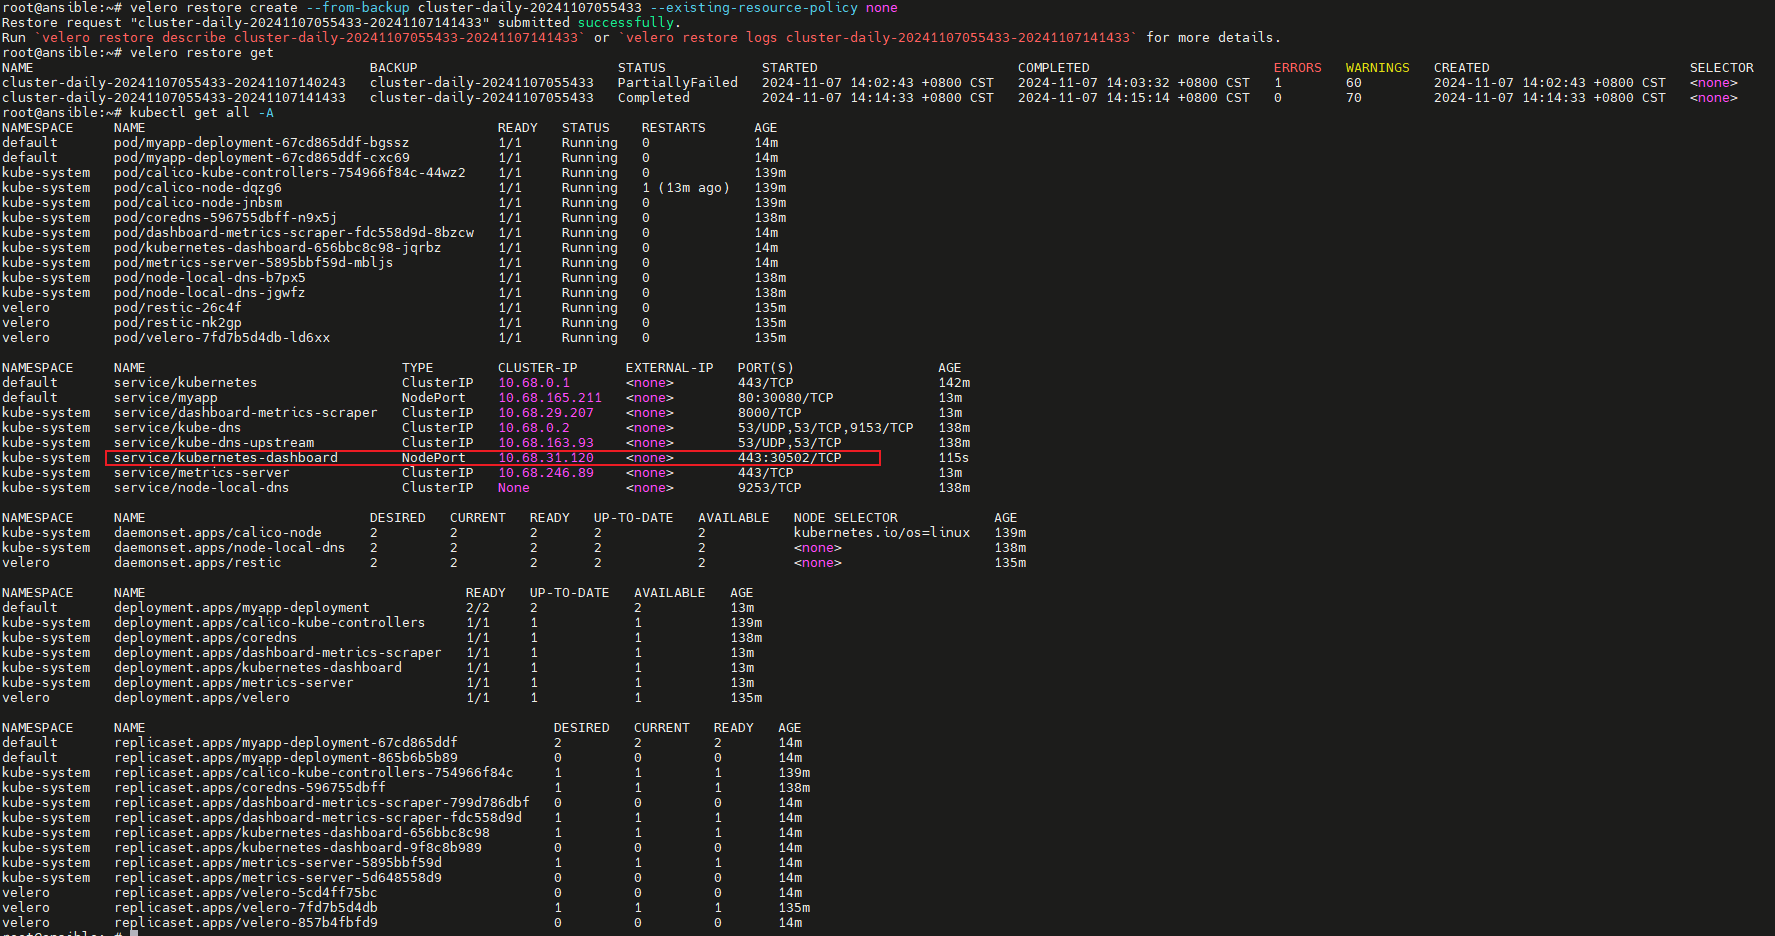 root@ansible:~# velero restore create --from-backup cluster-daily-20241107055433 --existing-resource-policy none
Restore request "cluster-daily-20241107055433-20241107141433" submitted successfully.
Run `velero restore describe cluster-daily-20241107055433-20241107141433` or `velero restore logs cluster-daily-20241107055433-20241107141433` for more details.
root@ansible:~# velero restore get
NAME BACKUP STATUS STARTED COMPLETED ERRORS WARNINGS CREATED SELECTOR
cluster-daily-20241107055433-20241107140243 cluster-daily-20241107055433 PartiallyFailed 2024-11-07 14:02:43 +0800 CST 2024-11-07 14:03:32 +0800 CST 1 60 2024-11-07 14:02:43 +0800 CST <none>
cluster-daily-20241107055433-20241107141433 cluster-daily-20241107055433 Completed 2024-11-07 14:14:33 +0800 CST 2024-11-07 14:15:14 +0800 CST 0 70 2024-11-07 14:14:33 +0800 CST <none>
root@ansible:~# kubectl get all -A
NAMESPACE NAME READY STATUS RESTARTS AGE
default pod/myapp-deployment-67cd865ddf-bgssz 1/1 Running 0 14m
default pod/myapp-deployment-67cd865ddf-cxc69 1/1 Running 0 14m
kube-system pod/calico-kube-controllers-754966f84c-44wz2 1/1 Running 0 139m
kube-system pod/calico-node-dqzg6 1/1 Running 1 (13m ago) 139m
kube-system pod/calico-node-jnbsm 1/1 Running 0 139m
kube-system pod/coredns-596755dbff-n9x5j 1/1 Running 0 138m
kube-system pod/dashboard-metrics-scraper-fdc558d9d-8bzcw 1/1 Running 0 14m
kube-system pod/kubernetes-dashboard-656bbc8c98-jqrbz 1/1 Running 0 14m
kube-system pod/metrics-server-5895bbf59d-mbljs 1/1 Running 0 14m
kube-system pod/node-local-dns-b7px5 1/1 Running 0 138m
kube-system pod/node-local-dns-jgwfz 1/1 Running 0 138m
velero pod/restic-26c4f 1/1 Running 0 135m
velero pod/restic-nk2gp 1/1 Running 0 135m
velero pod/velero-7fd7b5d4db-ld6xx 1/1 Running 0 135m
NAMESPACE NAME TYPE CLUSTER-IP EXTERNAL-IP PORT(S) AGE
default service/kubernetes ClusterIP 10.68.0.1 <none> 443/TCP 142m
default service/myapp NodePort 10.68.165.211 <none> 80:30080/TCP 13m
kube-system service/dashboard-metrics-scraper ClusterIP 10.68.29.207 <none> 8000/TCP 13m
kube-system service/kube-dns ClusterIP 10.68.0.2 <none> 53/UDP,53/TCP,9153/TCP 138m
kube-system service/kube-dns-upstream ClusterIP 10.68.163.93 <none> 53/UDP,53/TCP 138m
kube-system service/kubernetes-dashboard NodePort 10.68.31.120 <none> 443:30502/TCP 115s
kube-system service/metrics-server ClusterIP 10.68.246.89 <none> 443/TCP 13m
kube-system service/node-local-dns ClusterIP None <none> 9253/TCP 138m
NAMESPACE NAME DESIRED CURRENT READY UP-TO-DATE AVAILABLE NODE SELECTOR AGE
kube-system daemonset.apps/calico-node 2 2 2 2 2 kubernetes.io/os=linux 139m
kube-system daemonset.apps/node-local-dns 2 2 2 2 2 <none> 138m
velero daemonset.apps/restic 2 2 2 2 2 <none> 135m
NAMESPACE NAME READY UP-TO-DATE AVAILABLE AGE
default deployment.apps/myapp-deployment 2/2 2 2 13m
kube-system deployment.apps/calico-kube-controllers 1/1 1 1 139m
kube-system deployment.apps/coredns 1/1 1 1 138m
kube-system deployment.apps/dashboard-metrics-scraper 1/1 1 1 13m
kube-system deployment.apps/kubernetes-dashboard 1/1 1 1 13m
kube-system deployment.apps/metrics-server 1/1 1 1 13m
velero deployment.apps/velero 1/1 1 1 135m
NAMESPACE NAME DESIRED CURRENT READY AGE
default replicaset.apps/myapp-deployment-67cd865ddf 2 2 2 14m
default replicaset.apps/myapp-deployment-865b6b5b89 0 0 0 14m
kube-system replicaset.apps/calico-kube-controllers-754966f84c 1 1 1 139m
kube-system replicaset.apps/coredns-596755dbff 1 1 1 138m
kube-system replicaset.apps/dashboard-metrics-scraper-799d786dbf 0 0 0 14m
kube-system replicaset.apps/dashboard-metrics-scraper-fdc558d9d 1 1 1 14m
kube-system replicaset.apps/kubernetes-dashboard-656bbc8c98 1 1 1 14m
kube-system replicaset.apps/kubernetes-dashboard-9f8c8b989 0 0 0 14m
kube-system replicaset.apps/metrics-server-5895bbf59d 1 1 1 14m
kube-system replicaset.apps/metrics-server-5d648558d9 0 0 0 14m
velero replicaset.apps/velero-5cd4ff75bc 0 0 0 14m
velero replicaset.apps/velero-7fd7b5d4db 1 1 1 135m
velero replicaset.apps/velero-857b4fbfd9 0 0 0 14m
root@ansible:~#